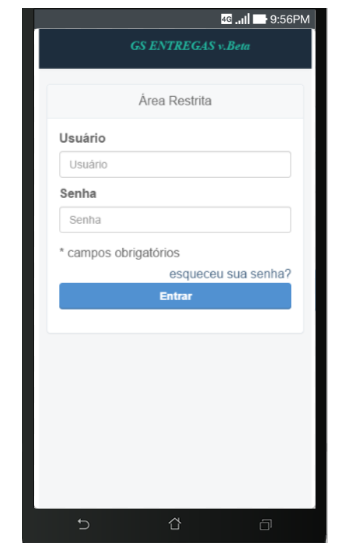 4G 9:56PM
GS ENTREGAS v.Beta
Área Restrita
Usuário
Usuário
Senha
Senha
* campos obrigatórios
esqueceu sua senha?
Entrar